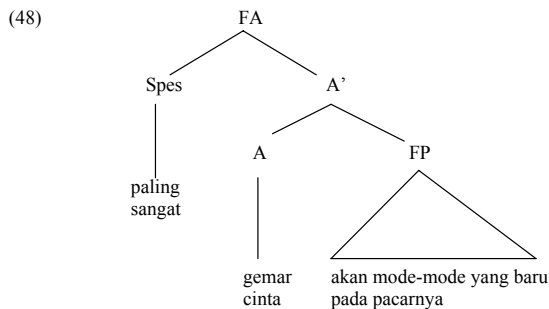 (48) FA
Spes A’
A FP
paling
sangat
gemar akan mode-mode yang baru
cinta pada pacarnya